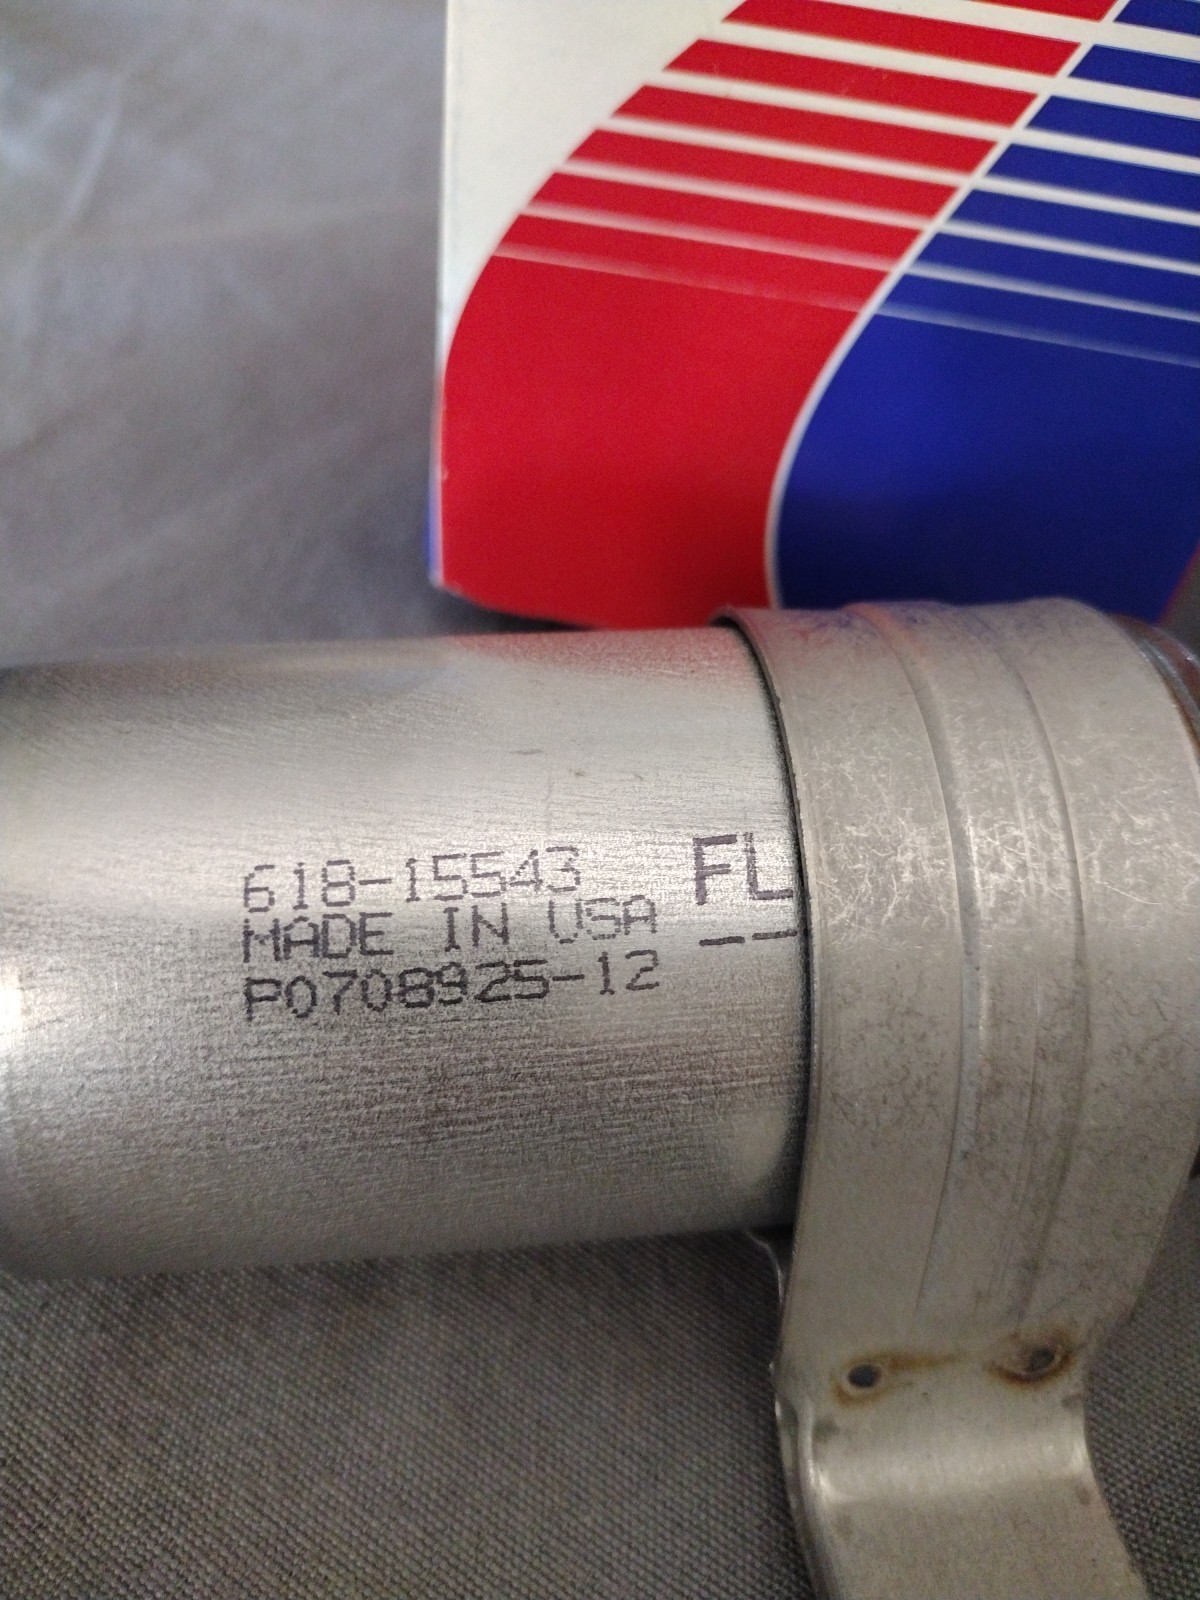 618-15543
MADE IN USA
P0708925-12
FL
--